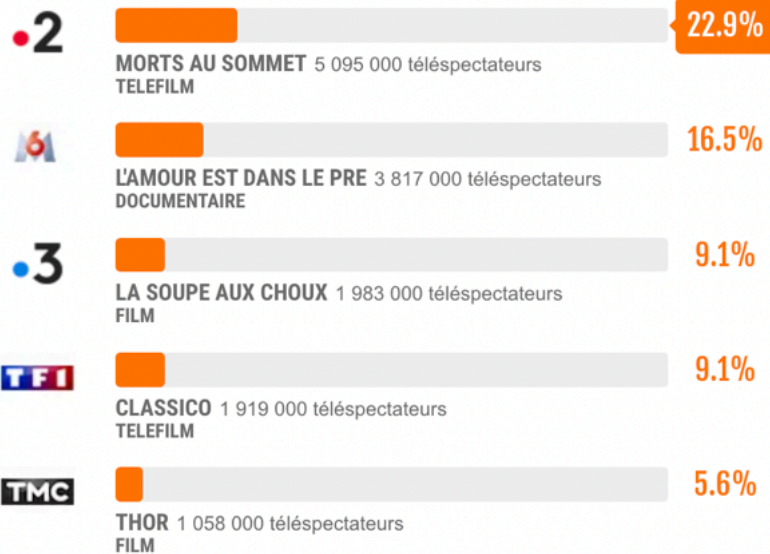 2
22.9%
MORTS AU SOMMET 5 095 000 téléspectateurs
TELEFILM
M6
16.5%
L'AMOUR EST DANS LE PRE 3 817 000 téléspectateurs
DOCUMENTAIRE
3
9.1%
LA SOUPE AUX CHOUX 1 983 000 téléspectateurs
FILM
TF1
9.1%
CLASSICO 1 919 000 téléspectateurs
TELEFILM
TMC
5.6%
THOR 1 058 000 téléspectateurs
FILM